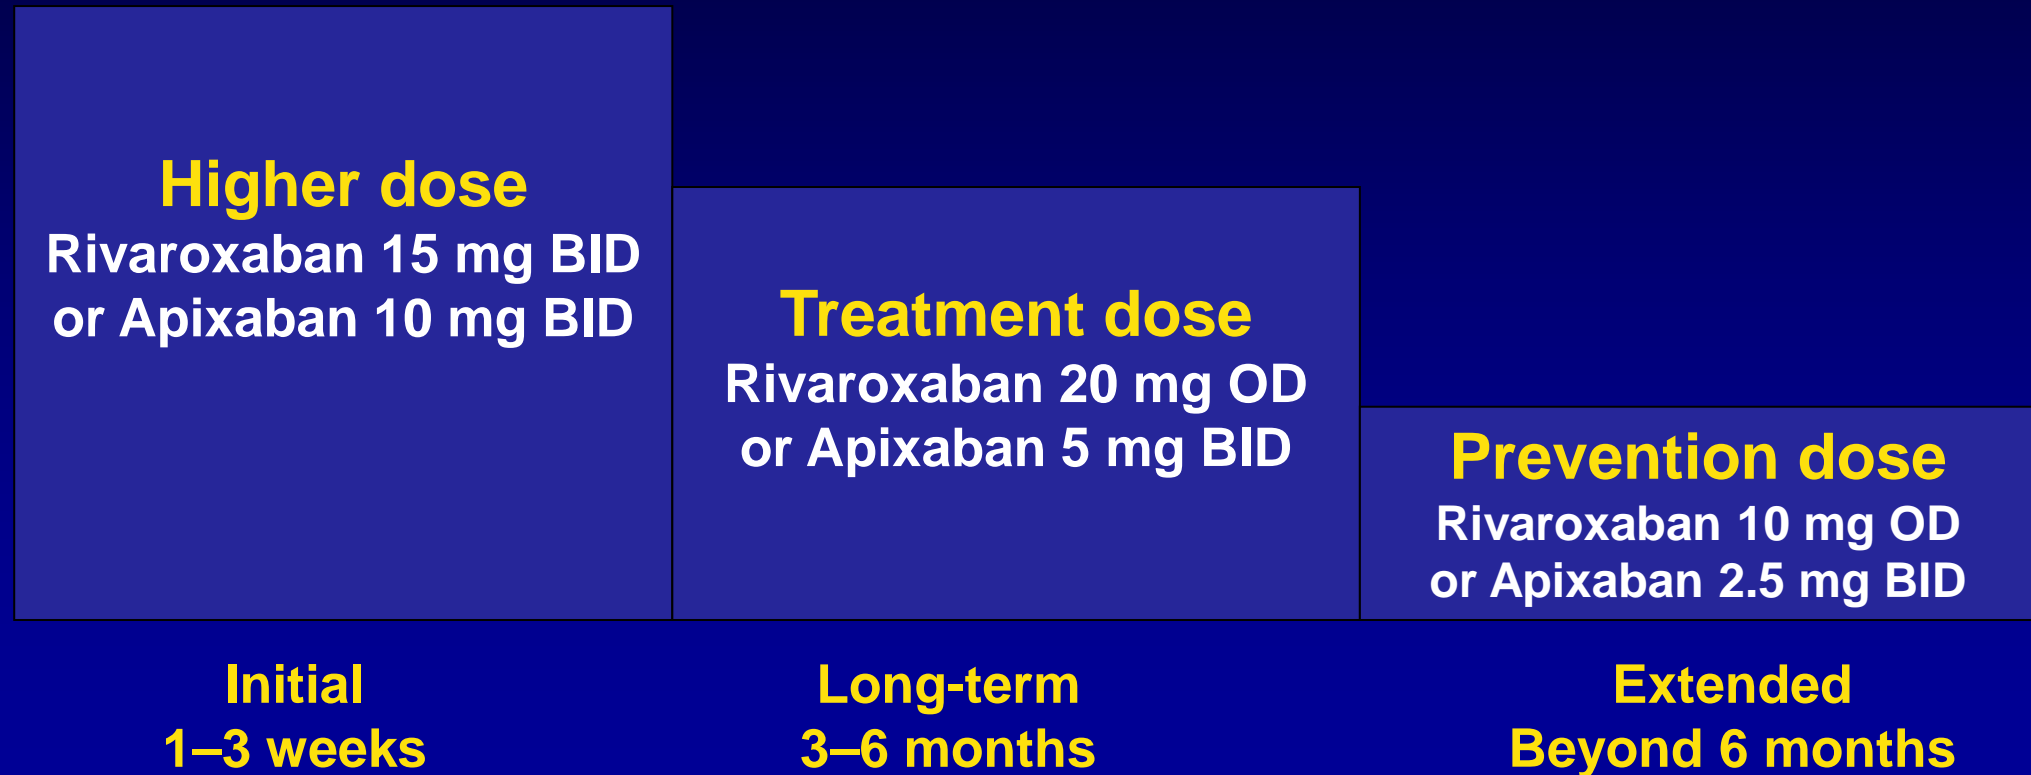 Higher dose
Rivaroxaban 15 mg BID
or Apixaban 10 mg BID
Treatment dose
Rivaroxaban 20 mg OD
or Apixaban 5 mg BID
Prevention dose
Rivaroxaban 10 mg OD
or Apixaban 2.5 mg BID
Initial
1–3 weeks
Long-term
3–6 months
Extended
Beyond 6 months